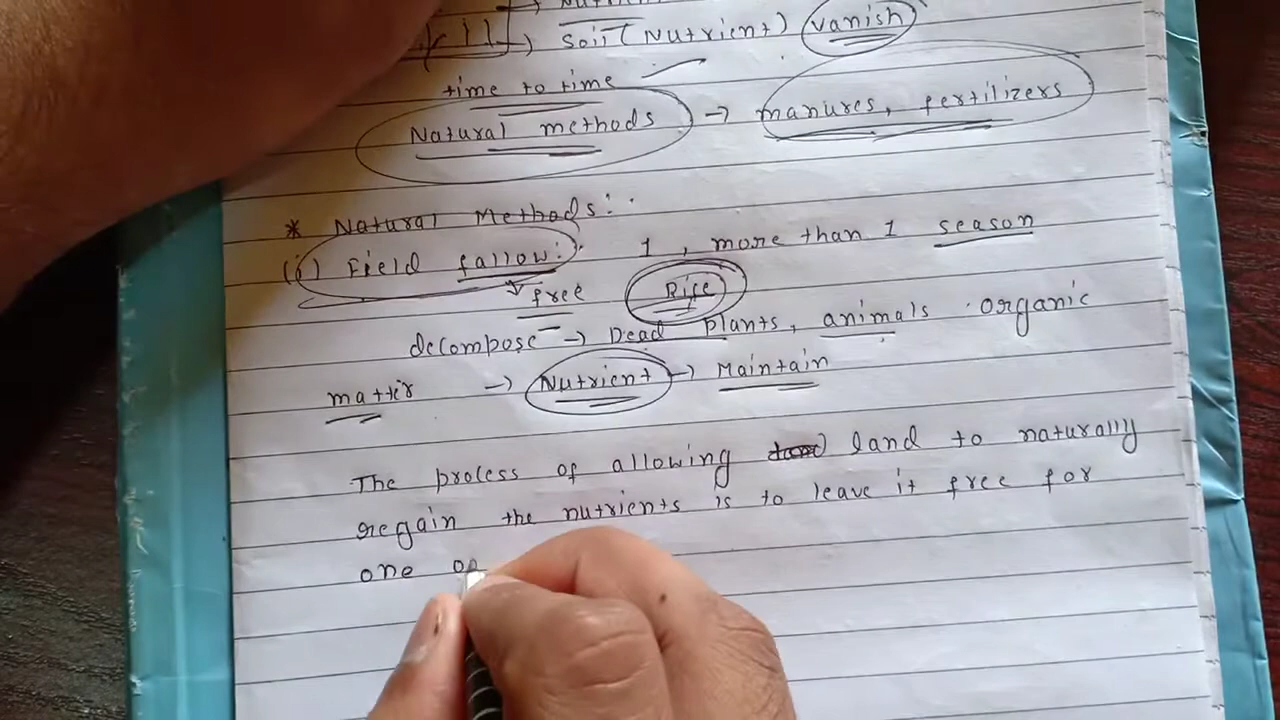 soil (Nutrient) vanish
time to time
Natural methods → manures, fertilizers
* Natural Methods:
(i) Field fallow: 1, more than 1 season
free Rice
decompose → Dead plants, animals organic
matter → Nutrient → Maintain
The process of allowing land to naturally
regain the nutrients is to leave it free for
one or